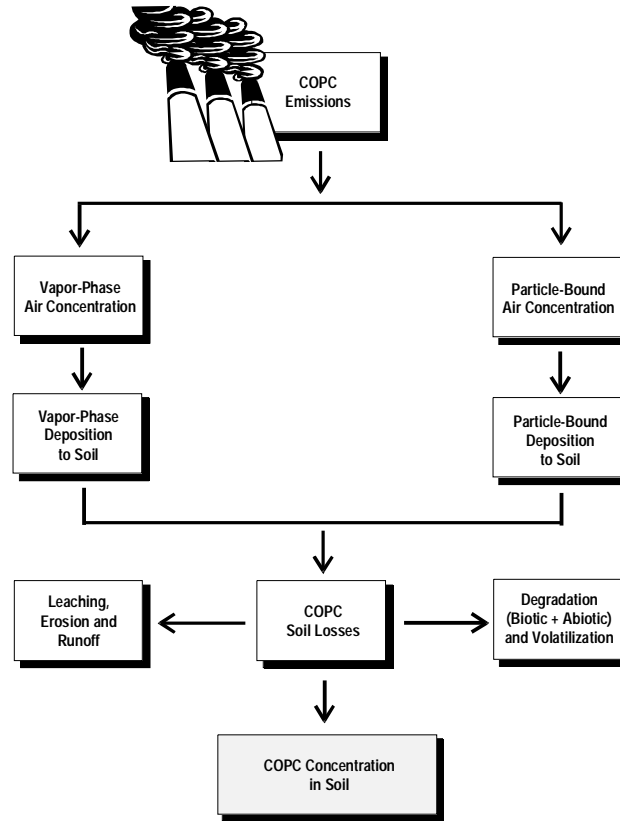 COPC
Emissions
Vapor-Phase
Air Concentration
Particle-Bound
Air Concentration
Vapor-Phase
Deposition
to Soil
Particle-Bound
Deposition
to Soil
Leaching,
Erosion and
Runoff
COPC
Soil Losses
Degradation
(Biotic + Abiotic)
and Volatilization
COPC Concentration
in Soil